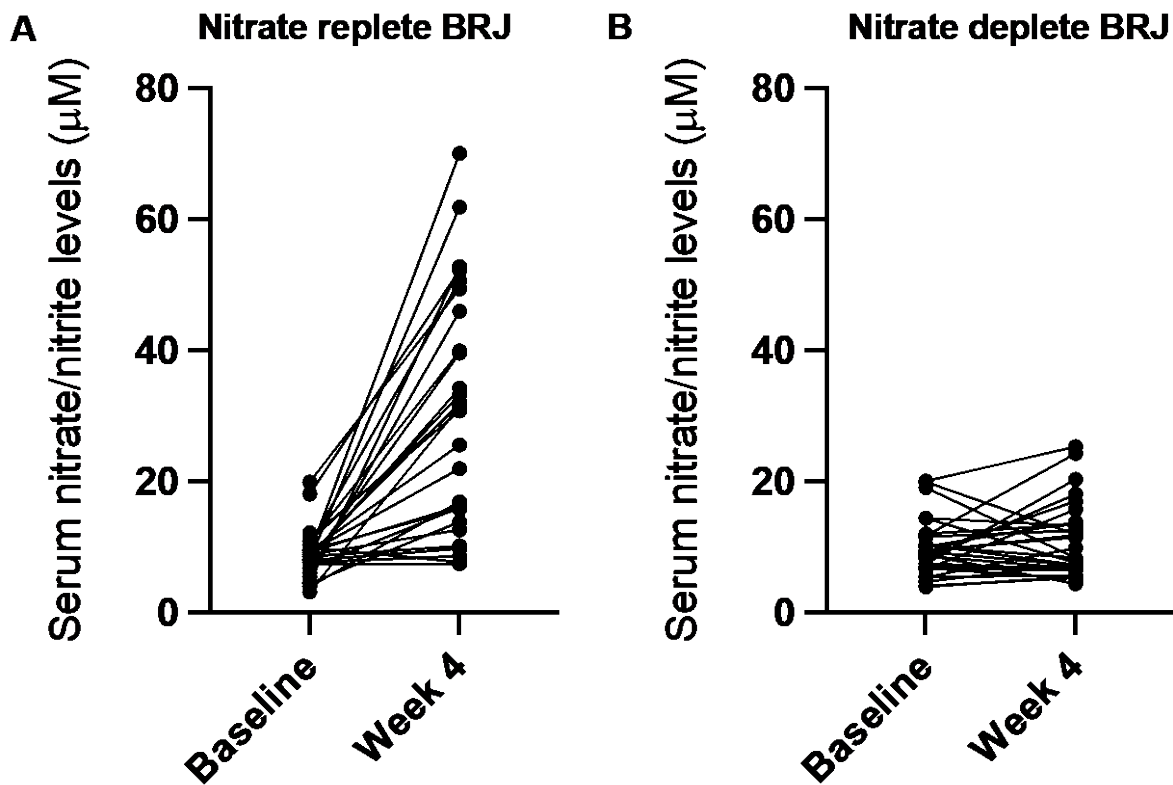 A Nitrate replete BRJ
Serum nitrate/nitrite levels (μM)
80
60
40
20
0
Baseline
Week 4
B Nitrate deplete BRJ
Serum nitrate/nitrite levels (μM)
80
60
40
20
0
Baseline
Week 4